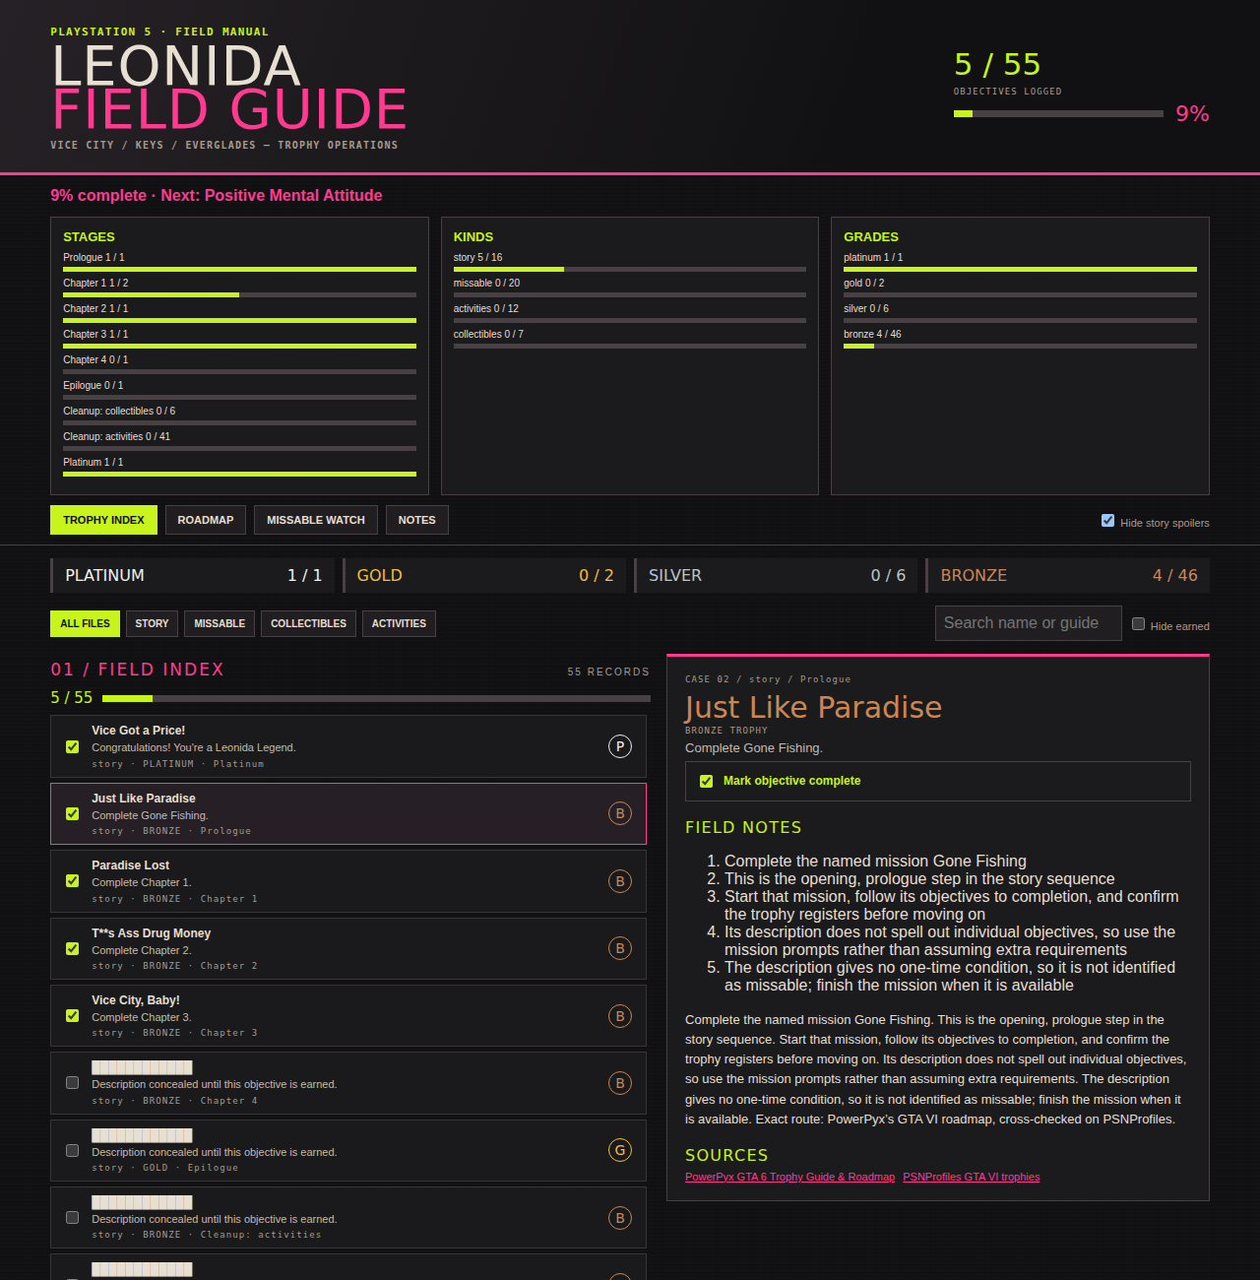 PLAYSTATION 5 · FIELD MANUAL
LEONIDA
FIELD GUIDE
VICE CITY / KEYS / EVERGLADES — TROPHY OPERATIONS
5 / 55
OBJECTIVES LOGGED
9%
9% complete · Next: Positive Mental Attitude
STAGES
Prologue 1 / 1
Chapter 1 1 / 2
Chapter 2 1 / 1
Chapter 3 1 / 1
Chapter 4 0 / 1
Epilogue 0 / 1
Cleanup: collectibles 0 / 6
Cleanup: activities 0 / 41
Platinum 1 / 1
KINDS
story 5 / 16
missable 0 / 20
activities 0 / 12
collectibles 0 / 7
GRADES
platinum 1 / 1
gold 0 / 2
silver 0 / 6
bronze 4 / 46
TROPHY INDEX
ROADMAP
MISSABLE WATCH
NOTES
Hide story spoilers
PLATINUM 1 / 1
GOLD 0 / 2
SILVER 0 / 6
BRONZE 4 / 46
ALL FILES
STORY
MISSABLE
COLLECTIBLES
ACTIVITIES
Search name or guide
Hide earned
01 / FIELD INDEX
55 RECORDS
5 / 55
Vice Got a Price!
Congratulations! You're a Leonida Legend.
story · PLATINUM · Platinum
P
Just Like Paradise
Complete Gone Fishing.
story · BRONZE · Prologue
B
Paradise Lost
Complete Chapter 1.
story · BRONZE · Chapter 1
B
T**s Ass Drug Money
Complete Chapter 2.
story · BRONZE · Chapter 2
B
Vice City, Baby!
Complete Chapter 3.
story · BRONZE · Chapter 3
B
Description concealed until this objective is earned.
story · BRONZE · Chapter 4
B
Description concealed until this objective is earned.
story · GOLD · Epilogue
G
Description concealed until this objective is earned.
story · BRONZE · Cleanup: activities
B
CASE 02 / story / Prologue
Just Like Paradise
BRONZE TROPHY
Complete Gone Fishing.
Mark objective complete
FIELD NOTES
1. Complete the named mission Gone Fishing
2. This is the opening, prologue step in the story sequence
3. Start that mission, follow its objectives to completion, and confirm
the trophy registers before moving on
4. Its description does not spell out individual objectives, so use the
mission prompts rather than assuming extra requirements
5. The description gives no one-time condition, so it is not identified
as missable; finish the mission when it is available
Complete the named mission Gone Fishing. This is the opening, prologue step in the
story sequence. Start that mission, follow its objectives to completion, and confirm the
trophy registers before moving on. Its description does not spell out individual objectives,
so use the mission prompts rather than assuming extra requirements. The description
gives no one-time condition, so it is not identified as missable; finish the mission when it
is available. Exact route: PowerPyx’s GTA VI roadmap, cross-checked on PSNProfiles.
SOURCES
PowerPyx GTA 6 Trophy Guide & Roadmap PSNProfiles GTA VI trophies